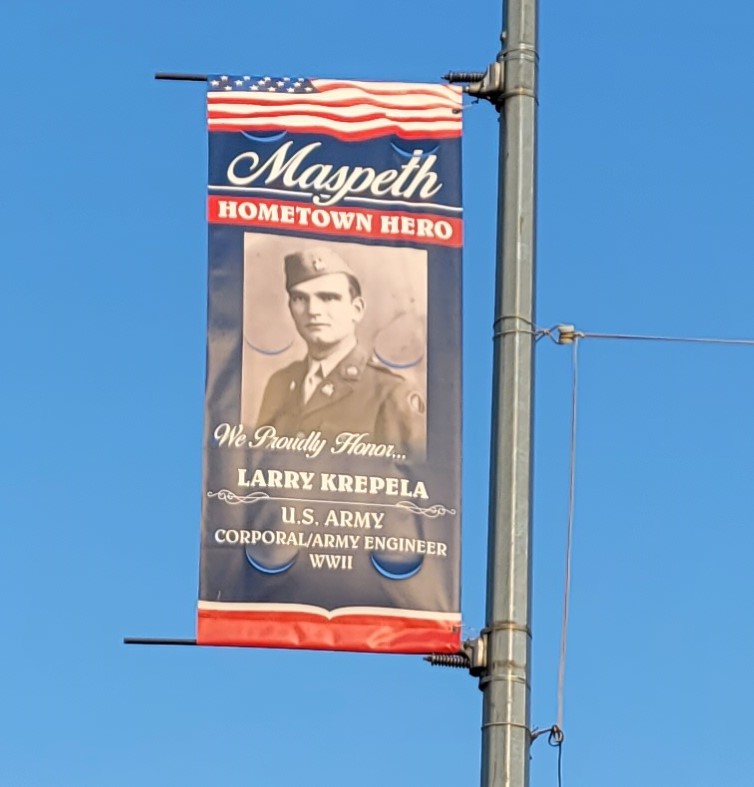 Maspeth
HOMETOWN HERO
We Proudly Honor...
LARRY KREPELA
U.S. ARMY
CORPORAL/ARMY ENGINEER
WWII